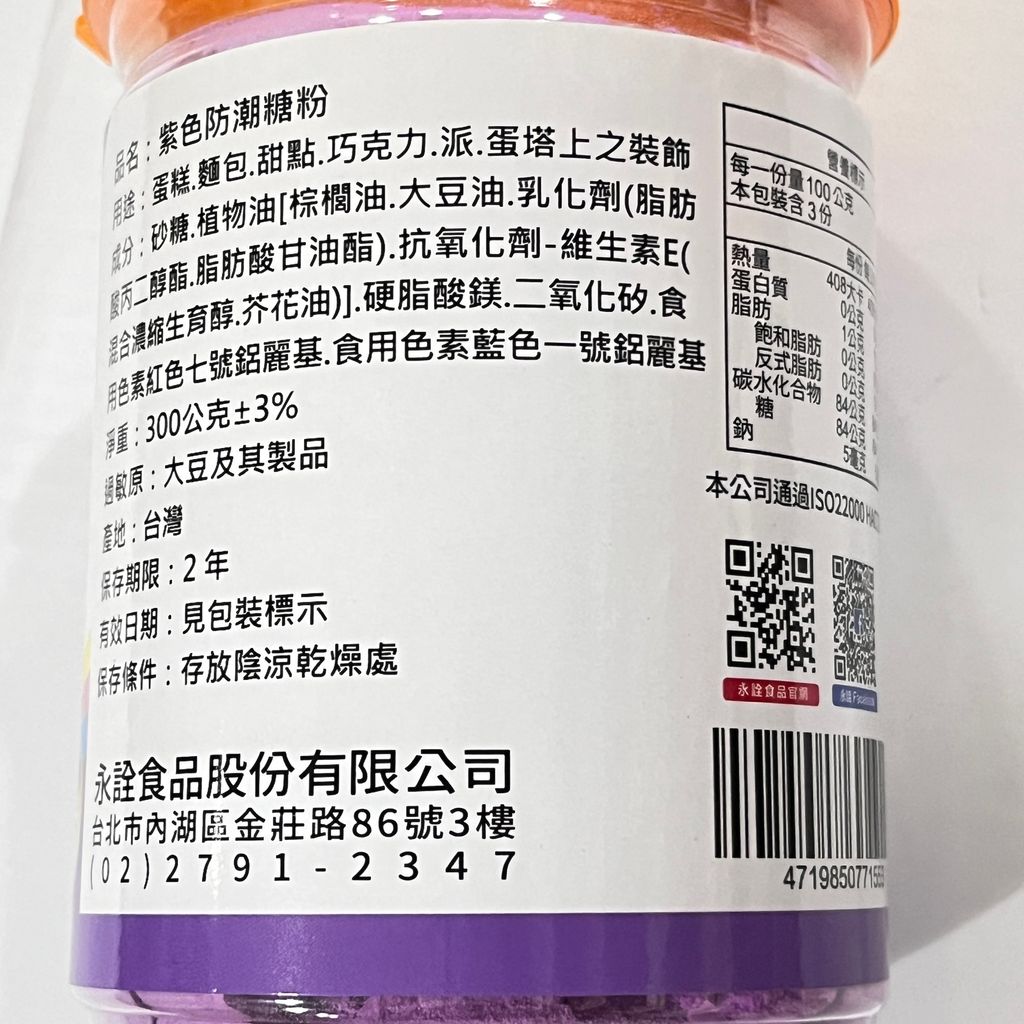 品名：紫色防潮糖粉
用途：蛋糕.麵包.甜點.巧克力.派.蛋塔上之裝飾
成分：砂糖.植物油[棕櫚油.大豆油.乳化劑(脂肪
酸丙二醇酯.脂肪酸甘油酯).抗氧化劑-維生素E(
混合濃縮生育醇.芥花油)].硬脂酸鎂.二氧化矽.食
用色素紅色七號鋁麗基.食用色素藍色一號鋁麗基
淨重：300公克±3%
過敏原：大豆及其製品
產地：台灣
保存期限：2年
有效日期：見包裝標示
保存條件：存放陰涼乾燥處
永詮食品股份有限公司
台北市內湖區金莊路86號3樓
(02)2791-2347
營養標示
每一份量100公克
本包裝含3份
每份
熱量 408大卡
蛋白質 0公克
脂肪 1公克
飽和脂肪 0公克
反式脂肪 0公克
碳水化合物 84公克
糖 84公克
鈉 5毫克
本公司通過ISO22000
永詮食品官網
永詮
4719850771